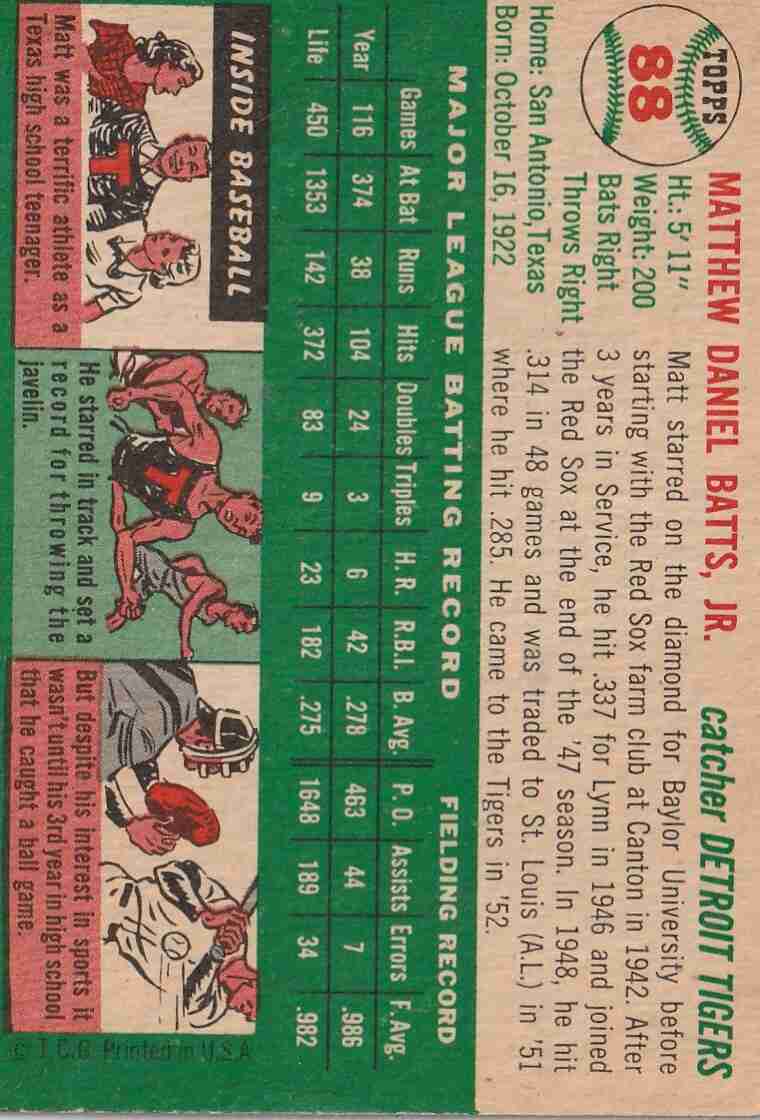 TOPPS
88
MATTHEW DANIEL BATTS, JR.
catcher DETROIT TIGERS
Ht.: 5'11"
Weight: 200
Bats Right
Throws Right
Home: San Antonio, Texas
Born: October 16, 1922
Matt starred on the diamond for Baylor University before
starting with the Red Sox farm club at Canton in 1942. After
3 years in Service, he hit .337 for Lynn in 1946 and joined
the Red Sox at the end of the '47 season. In 1948, he hit
.314 in 48 games and was traded to St. Louis (A.L.) in '51
where he hit .285. He came to the Tigers in '52.
MAJOR LEAGUE BATTING RECORD FIELDING RECORD
Games At Bat Runs Hits Doubles Triples H. R. R.B.I. B. Avg. P. O. Assists Errors F. Avg.
Year 116 374 38 104 24 3 6 42 .278 463 44 7 .986
Life 450 1353 142 372 83 9 23 182 .275 1648 189 34 .982
INSIDE BASEBALL
T
Matt was a terrific athlete as a
Texas high school teenager.
T
He starred in track and set a
record for throwing the
javelin.
But despite his interest in sports it
wasn't until his 3rd year in high school
that he caught a ball game.
© T.C.G. Printed in U.S.A